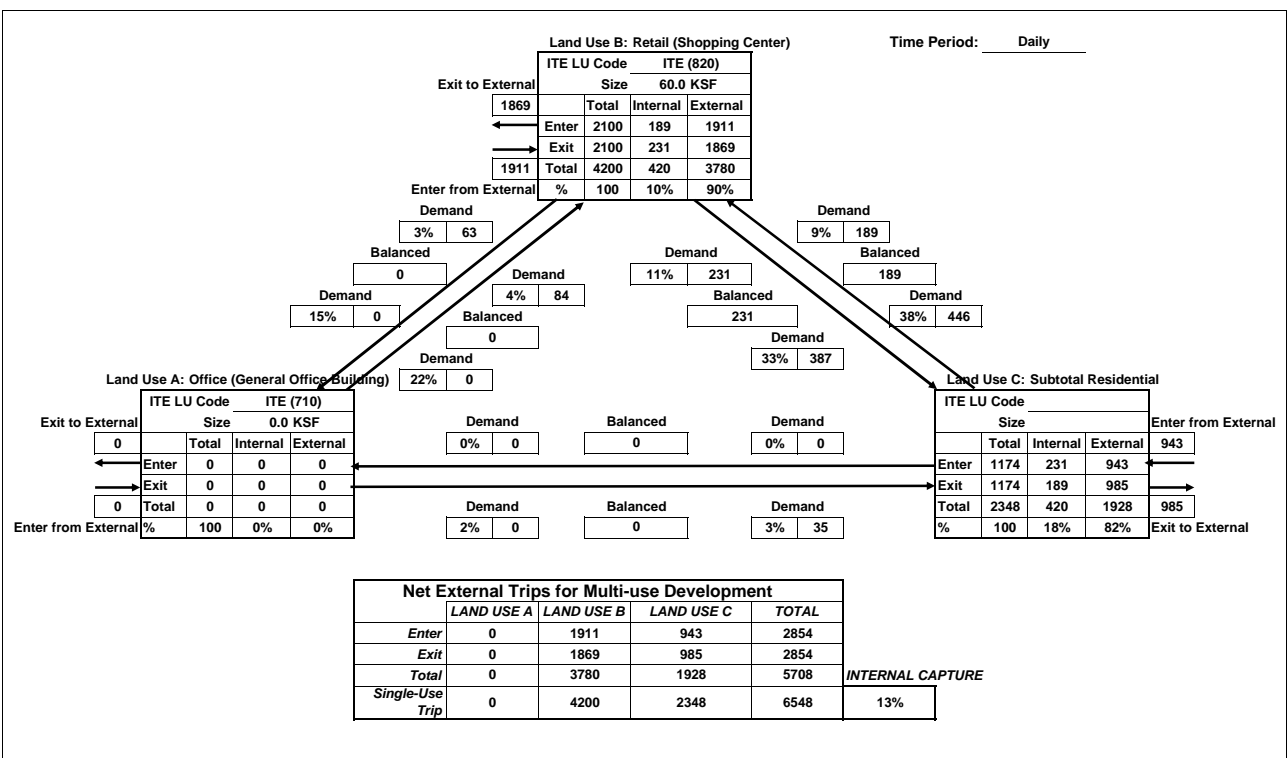 Land Use B: Retail (Shopping Center)
Time Period: Daily
ITE LU Code ITE (820)
Exit to External Size 60.0 KSF
1869 Total Internal External
Enter 2100 189 1911
Exit 2100 231 1869
1911 Total 4200 420 3780
Enter from External % 100 10% 90%
Demand
3% 63
Balanced
0
Demand
15% 0
Demand
4% 84
Balanced
0
Demand
22% 0
Demand
11% 231
Balanced
231
Demand
33% 387
Demand
9% 189
Balanced
189
Demand
38% 446
Land Use A: Office (General Office Building)
ITE LU Code ITE (710)
Exit to External Size 0.0 KSF
0 Total Internal External
Enter 0 0 0
Exit 0 0 0
0 Total 0 0 0
Enter from External % 100 0% 0%
Demand Balanced Demand
0% 0 0 0% 0
Demand Balanced Demand
2% 0 0 3% 35
Land Use C: Subtotal Residential
ITE LU Code
Size Enter from External
Total Internal External 943
Enter 1174 231 943
Exit 1174 189 985
Total 2348 420 1928 985
% 100 18% 82% Exit to External
Net External Trips for Multi-use Development
LAND USE A LAND USE B LAND USE C TOTAL
Enter 0 1911 943 2854
Exit 0 1869 985 2854
Total 0 3780 1928 5708 INTERNAL CAPTURE
Single-Use
Trip 0 4200 2348 6548 13%